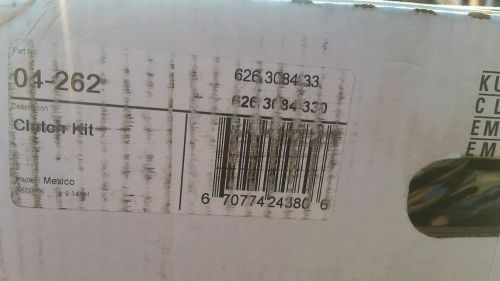 Part No.
04-262
626 3084 33
626 3084 330
Description
Clutch Kit
Made in Mexico
6 70774 24380 6
KU
CL
EM
EM